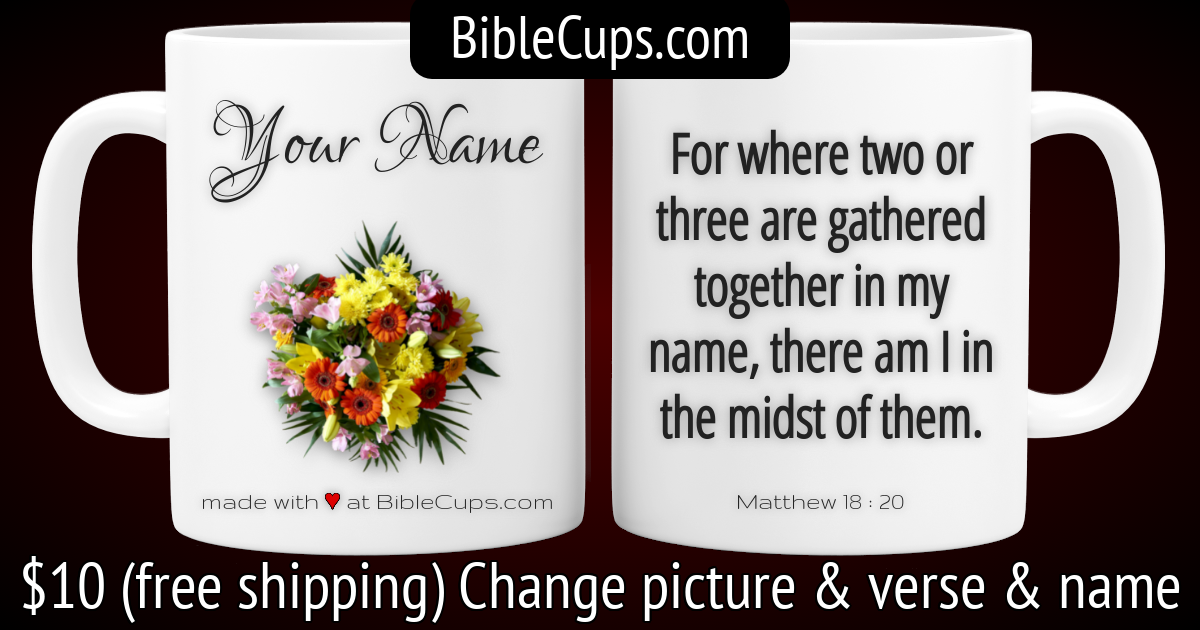 BibleCups.com
Your Name
made with ♥ at BibleCups.com
For where two or
three are gathered
together in my
name, there am I in
the midst of them.
Matthew 18 : 20
$10 (free shipping) Change picture & verse & name